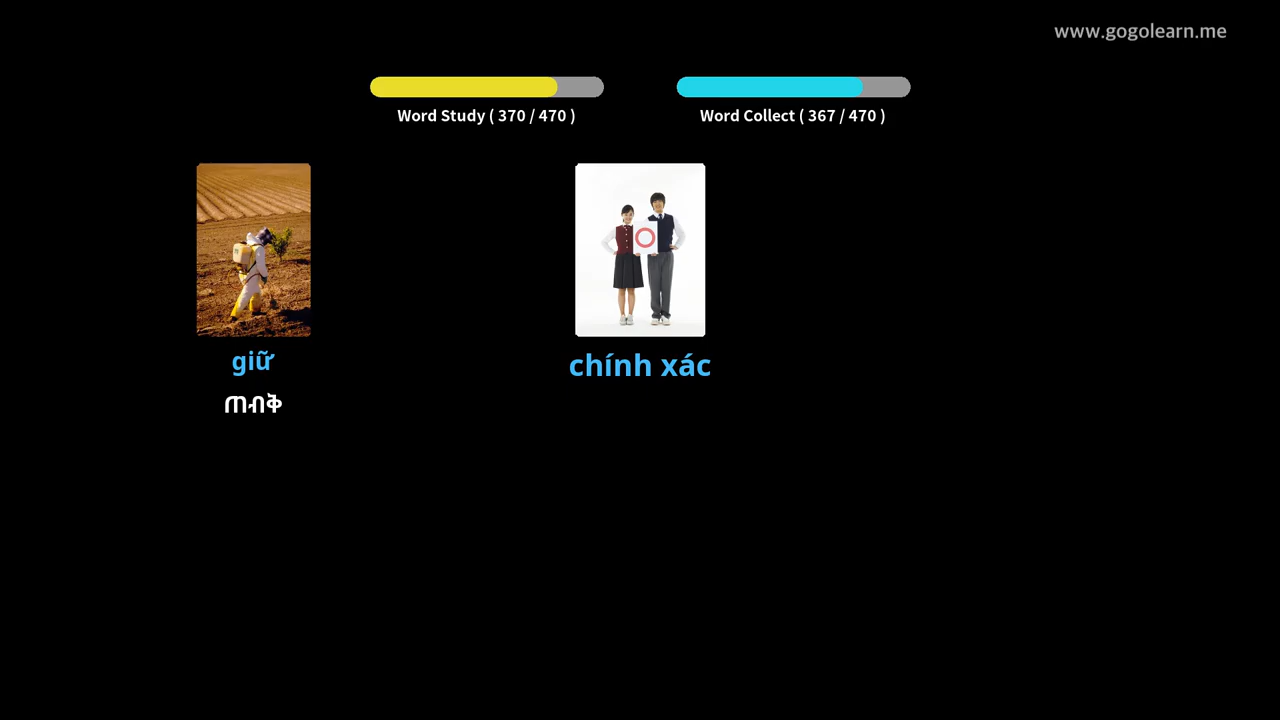 www.gogolearn.me
Word Study ( 370 / 470 )
Word Collect ( 367 / 470 )
giữ
ጠብቅ
chính xác